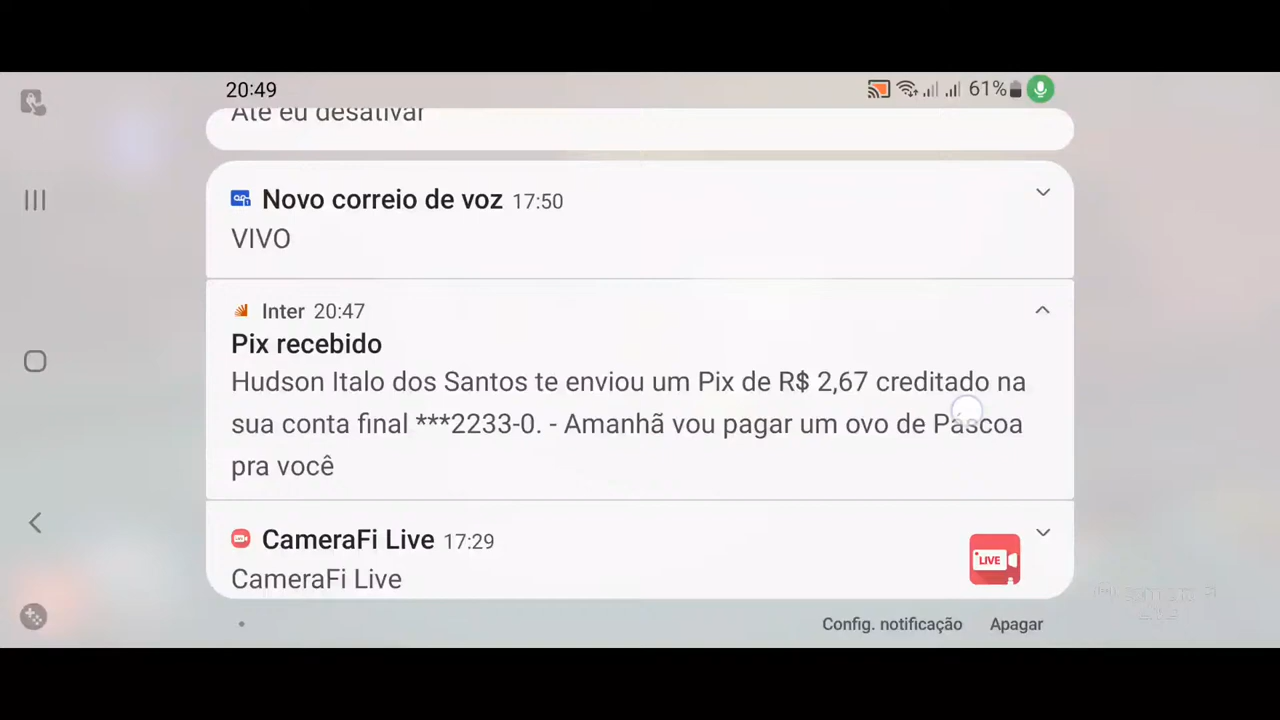 20:49
61%
Até eu desativar
Novo correio de voz 17:50
VIVO
Inter 20:47
Pix recebido
Hudson Italo dos Santos te enviou um Pix de R$ 2,67 creditado na
sua conta final ***2233-0. - Amanhã vou pagar um ovo de Páscoa
pra você
CameraFi Live 17:29
CameraFi Live
LIVE
Config. notificação Apagar